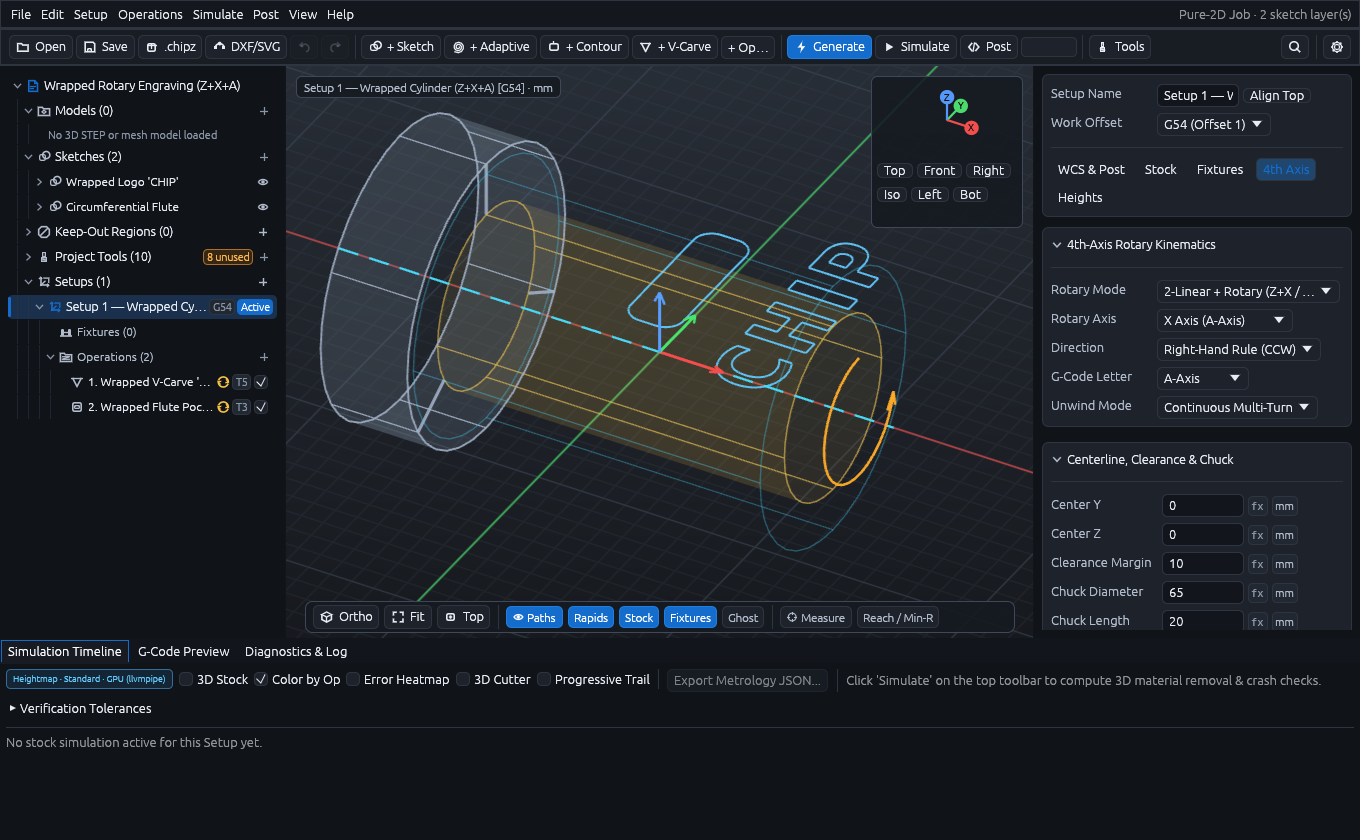 File Edit Setup Operations Simulate Post View Help
Pure-2D Job · 2 sketch layer(s)
Open Save .chipz DXF/SVG + Sketch + Adaptive + Contour + V-Carve + Op... Generate Simulate Post Tools
Wrapped Rotary Engraving (Z+X+A)
Models (0) +
No 3D STEP or mesh model loaded
Sketches (2) +
Wrapped Logo 'CHIP'
Circumferential Flute
Keep-Out Regions (0) +
Project Tools (10) 8 unused +
Setups (1) +
Setup 1 — Wrapped Cy... G54 Active
Fixtures (0)
Operations (2) +
1. Wrapped V-Carve '... T5
2. Wrapped Flute Poc... T3
Setup 1 — Wrapped Cylinder (Z+X+A) [G54] · mm
CHIP
Z
Y
X
Top Front Right
Iso Left Bot
Ortho Fit Top Paths Rapids Stock Fixtures Ghost Measure Reach / Min-R
Setup Name Setup 1 — W Align Top
Work Offset G54 (Offset 1)
WCS & Post Stock Fixtures 4th Axis
Heights
4th-Axis Rotary Kinematics
Rotary Mode 2-Linear + Rotary (Z+X / ...
Rotary Axis X Axis (A-Axis)
Direction Right-Hand Rule (CCW)
G-Code Letter A-Axis
Unwind Mode Continuous Multi-Turn
Centerline, Clearance & Chuck
Center Y 0 fx mm
Center Z 0 fx mm
Clearance Margin 10 fx mm
Chuck Diameter 65 fx mm
Chuck Length 20 fx mm
Simulation Timeline G-Code Preview Diagnostics & Log
Heightmap · Standard · GPU (llvmpipe) 3D Stock Color by Op Error Heatmap 3D Cutter Progressive Trail Export Metrology JSON... Click 'Simulate' on the top toolbar to compute 3D material removal & crash checks.
Verification Tolerances
No stock simulation active for this Setup yet.